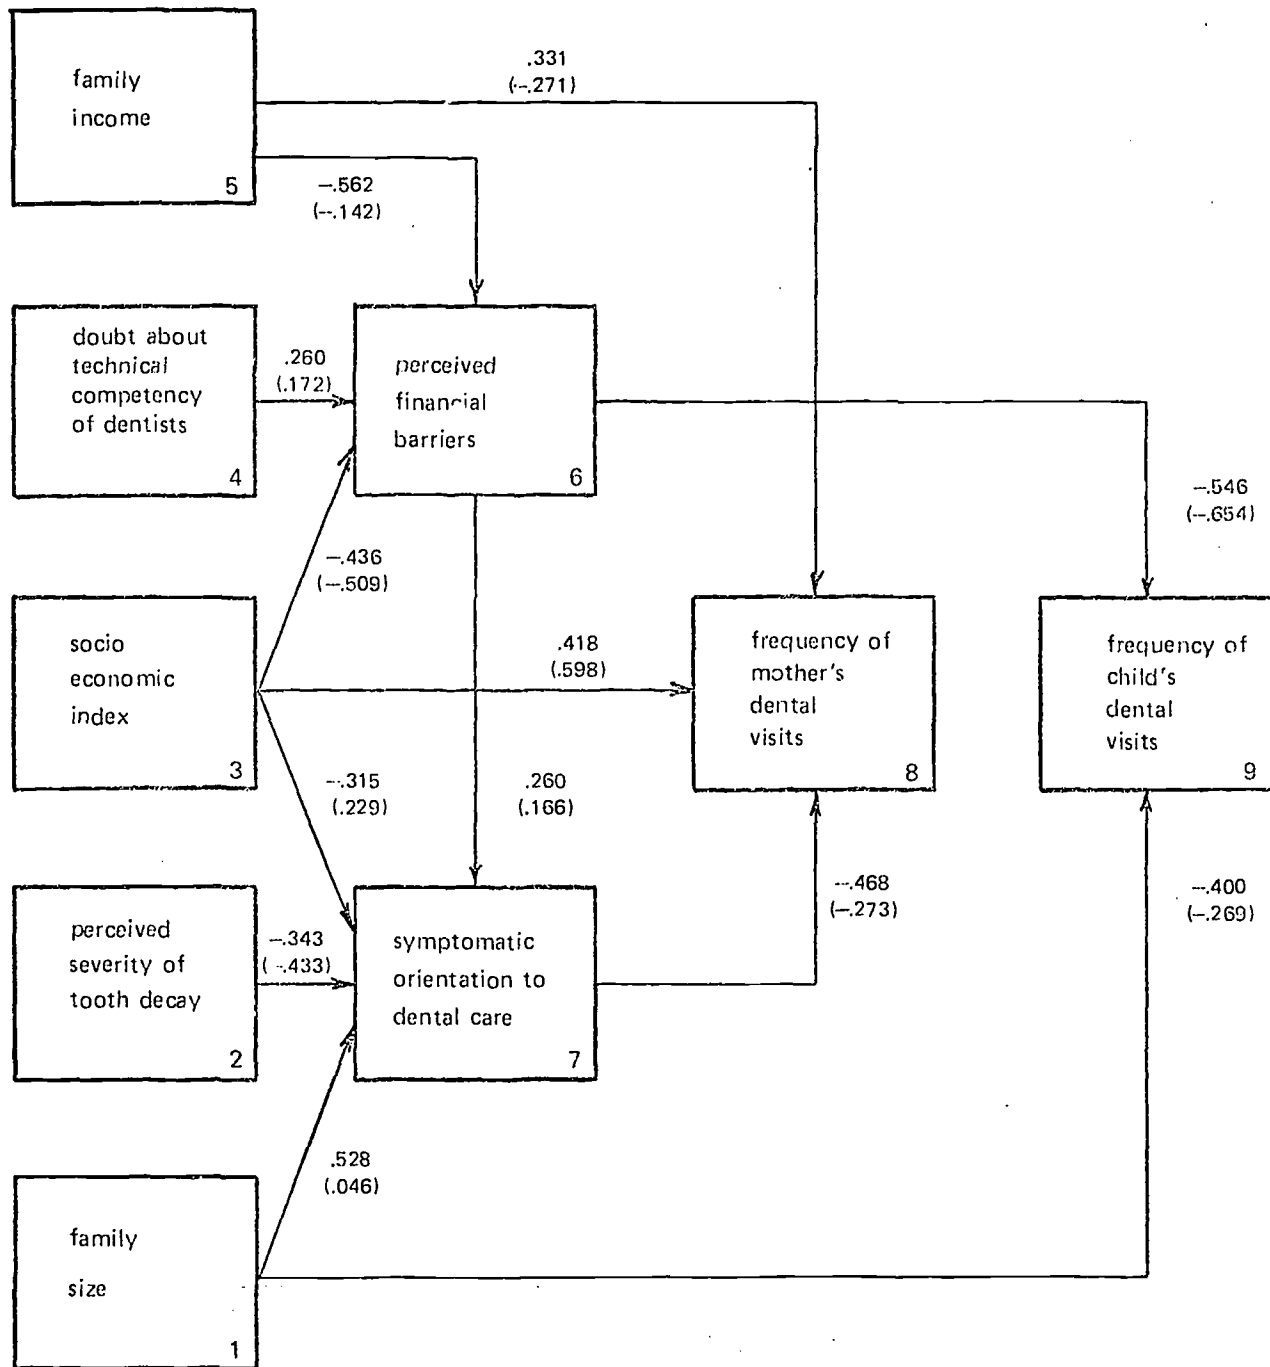 family
income
5
.331
(-.271)
-.562
(-.142)
doubt about
technical
competency
of dentists
4
.260
(.172)
perceived
financial
barriers
6
-.546
(-.654)
-.436
(-.509)
socio
economic
index
3
.418
(.598)
frequency of
mother's
dental
visits
8
frequency of
child's
dental
visits
9
-.315
(.229)
.260
(.166)
perceived
severity of
tooth decay
2
-.343
(-.433)
symptomatic
orientation to
dental care
7
-.468
(-.273)
-.400
(-.269)
.528
(.046)
family
size
1